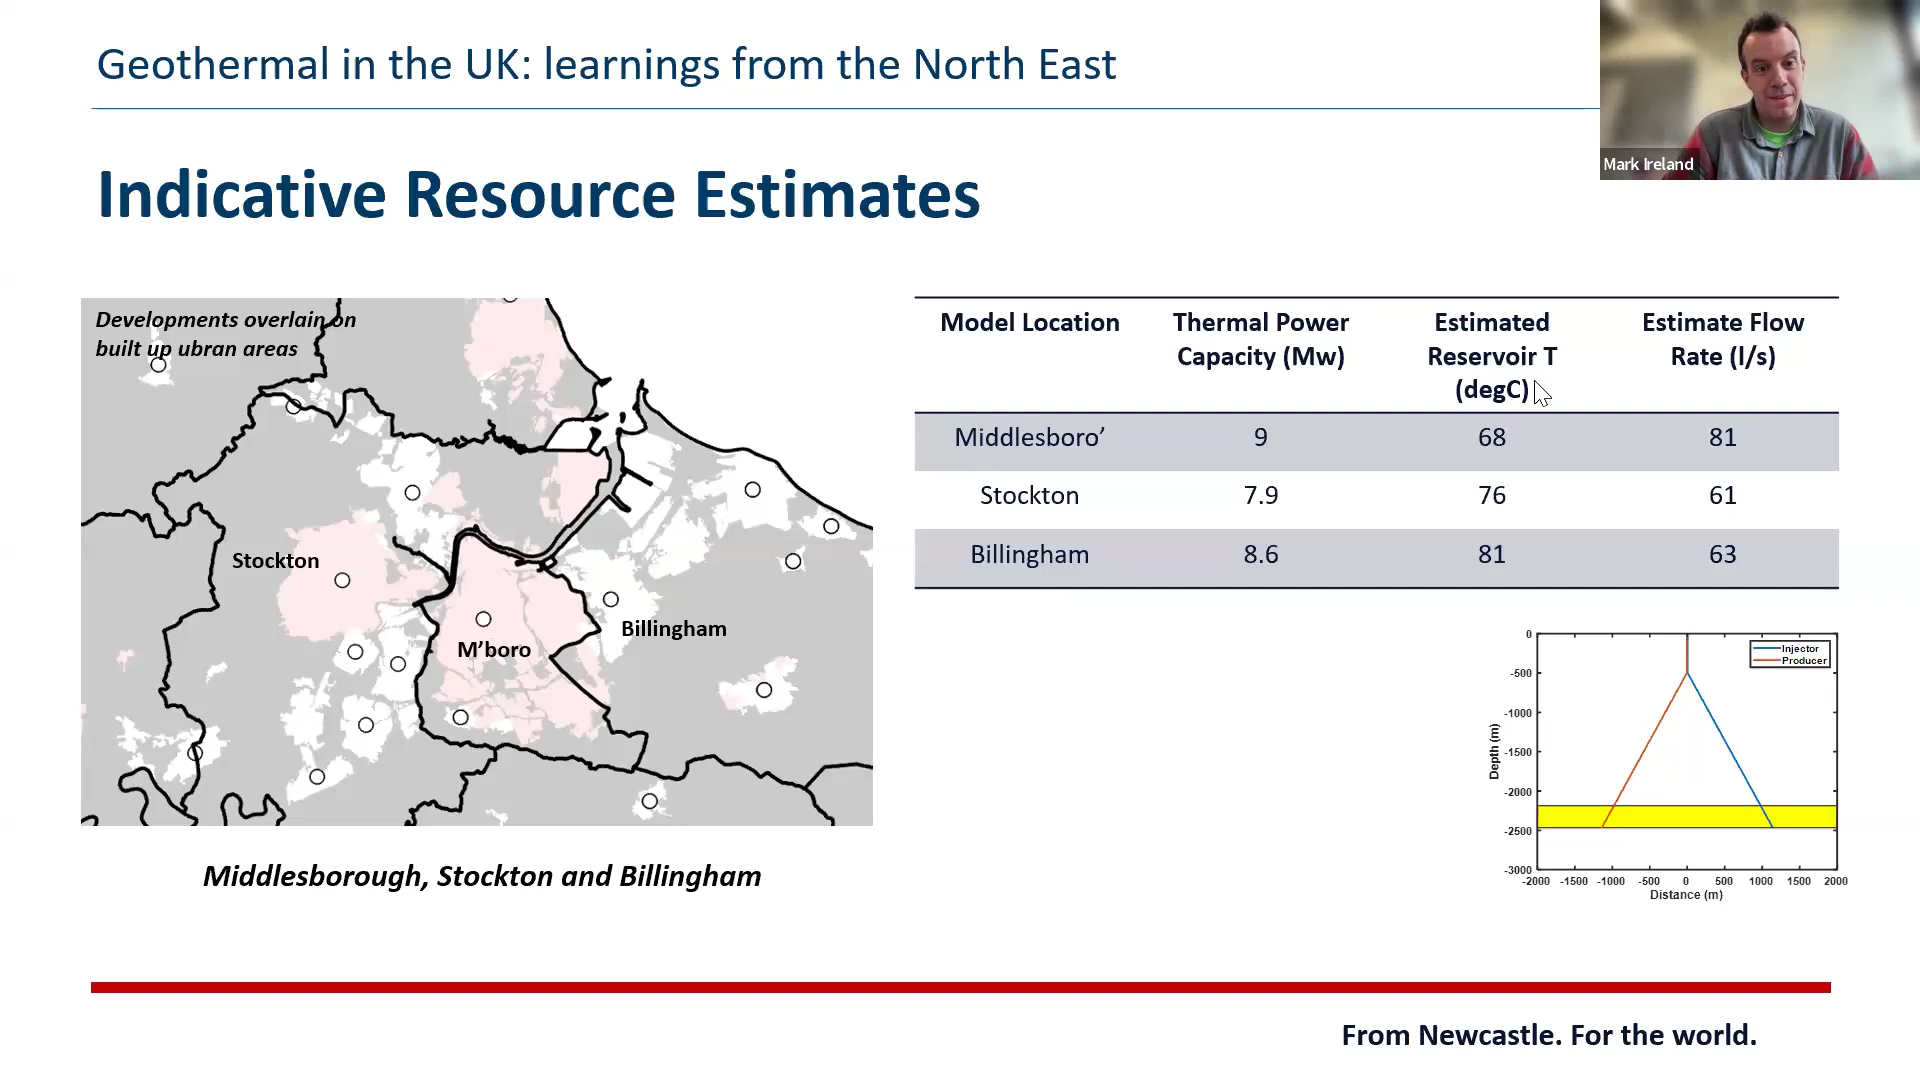 Geothermal in the UK: learnings from the North East
Mark Ireland
Indicative Resource Estimates
Developments overlain on
built up ubran areas
Stockton
M'boro
Billingham
Middlesborough, Stockton and Billingham
Model Location Thermal Power Capacity (Mw) Estimated Reservoir T (degC) Estimate Flow Rate (l/s)
Middlesboro’ 9 68 81
Stockton 7.9 76 61
Billingham 8.6 81 63
Injector
Producer
Depth (m)
0
-500
-1000
-1500
-2000
-2500
-3000
-2000 -1500 -1000 -500 0 500 1000 1500 2000
Distance (m)
From Newcastle. For the world.